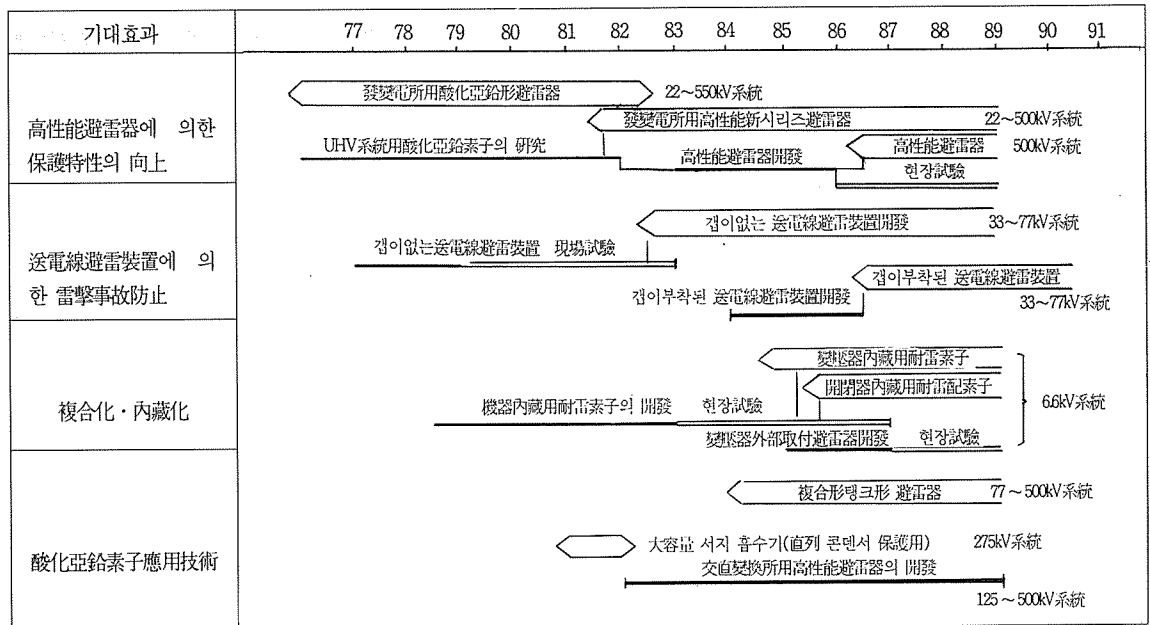 기대효과
77 78 79 80 81 82 83 84 85 86 87 88 89 90 91
高性能避雷器에 의한
保護特性의 向上
發變電所用酸化亞鉛形避雷器 22～550kV系統
發變電所用高性能新시리즈避雷器 22～500kV系統
UHV系統用酸化亞鉛素子의 硏究
高性能避雷器開發
高性能避雷器 500kV系統
현장試驗
送電線避雷裝置에 의
한 雷擊事故防止
갭이없는 送電線避雷裝置開發 33～77kV系統
갭이없는送電線避雷裝置 現場試驗
갭이부착된 送電線避雷裝置
갭이부착된 送電線避雷裝置開發
33～77kV系統
複合化·內藏化
變壓器內藏用耐雷素子
開閉器內藏用耐雷配素子
6.6kV系統
機器內藏用耐雷素子의 開發 현장試驗
變壓器外部取付避雷器開發 현장試驗
酸化亞鉛素子應用技術
複合形탱크形 避雷器 77～500kV系統
大容量 서지 흡수기(直列 콘덴서 保護用) 275kV系統
交直變換所用高性能避雷器의 開發
125～500kV系統